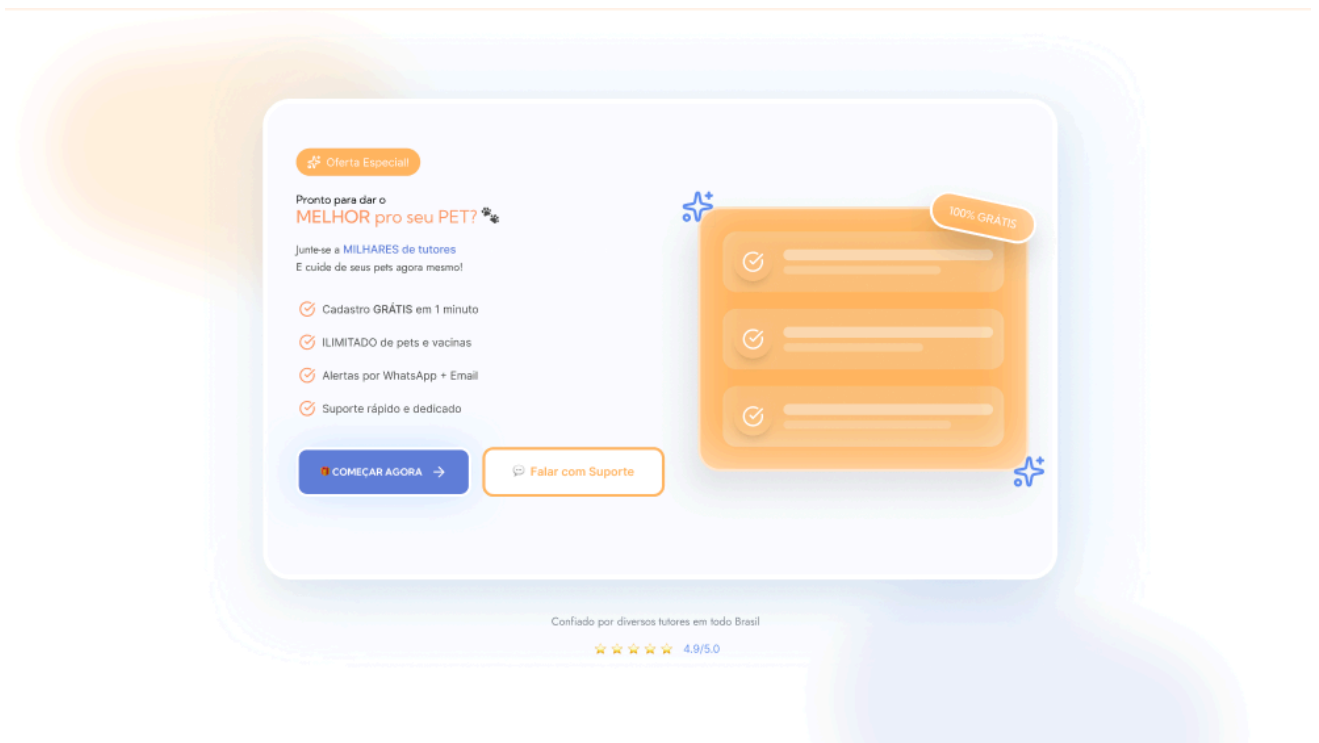 Oferta Especial!
Pronto para dar o
MELHOR pro seu PET? 🐾
Junte-se a MILHARES de tutores
E cuide de seus pets agora mesmo!
Cadastro GRÁTIS em 1 minuto
ILIMITADO de pets e vacinas
Alertas por WhatsApp + Email
Suporte rápido e dedicado
🎁 COMEÇAR AGORA →
💬 Falar com Suporte
100% GRÁTIS
Confiado por diversos tutores em todo Brasil
⭐ ⭐ ⭐ ⭐ ⭐ 4.9/5.0